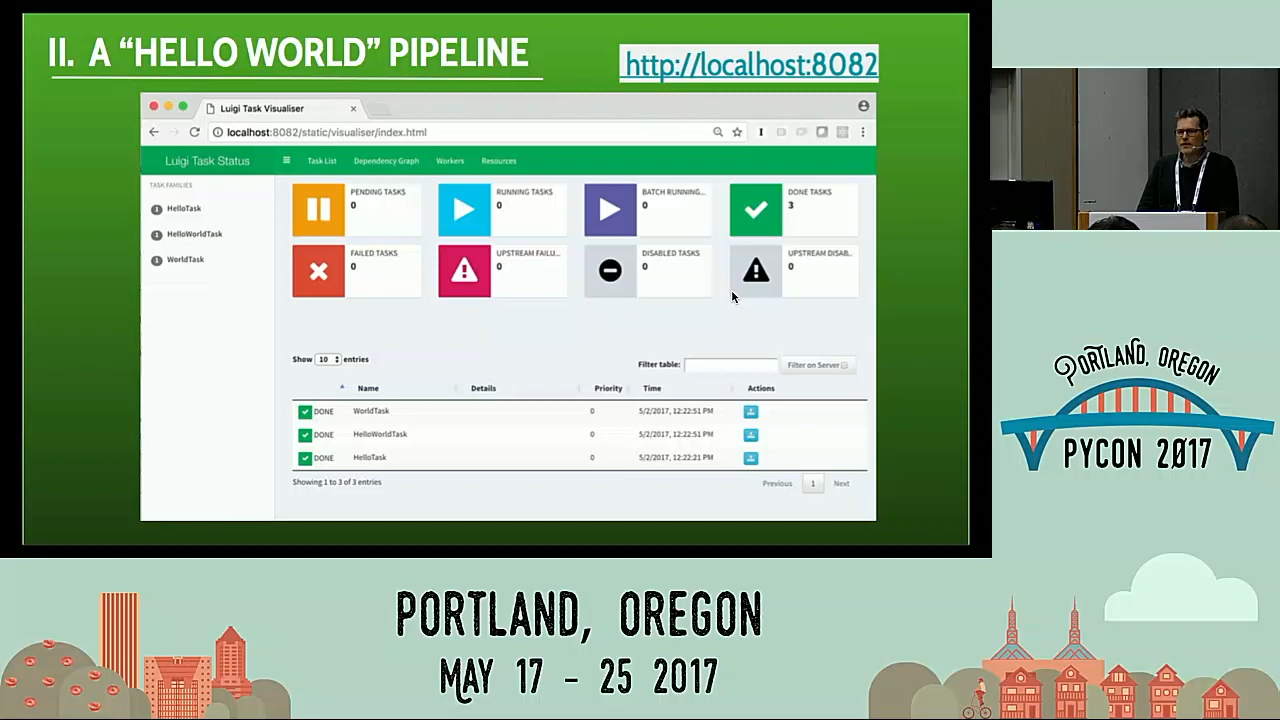 II. A “HELLO WORLD” PIPELINE
http://localhost:8082
Luigi Task Visualiser
localhost:8082/static/visualiser/index.html
Luigi Task Status
Task List
Dependency Graph
Workers
Resources
TASK FAMILIES
1 HelloTask
1 HelloWorldTask
1 WorldTask
PENDING TASKS
0
RUNNING TASKS
0
BATCH RUNNING...
0
DONE TASKS
3
FAILED TASKS
0
UPSTREAM FAILU...
0
DISABLED TASKS
0
UPSTREAM DISAB...
0
Show 10 entries
Filter table:
Filter on Server
Name Details Priority Time Actions
DONE WorldTask 0 5/2/2017, 12:22:51 PM
DONE HelloWorldTask 0 5/2/2017, 12:22:51 PM
DONE HelloTask 0 5/2/2017, 12:22:21 PM
Showing 1 to 3 of 3 entries
Previous 1 Next
PORTLAND, OREGON
PYCON 2017
PORTLAND, OREGON
MAY 17 - 25 2017